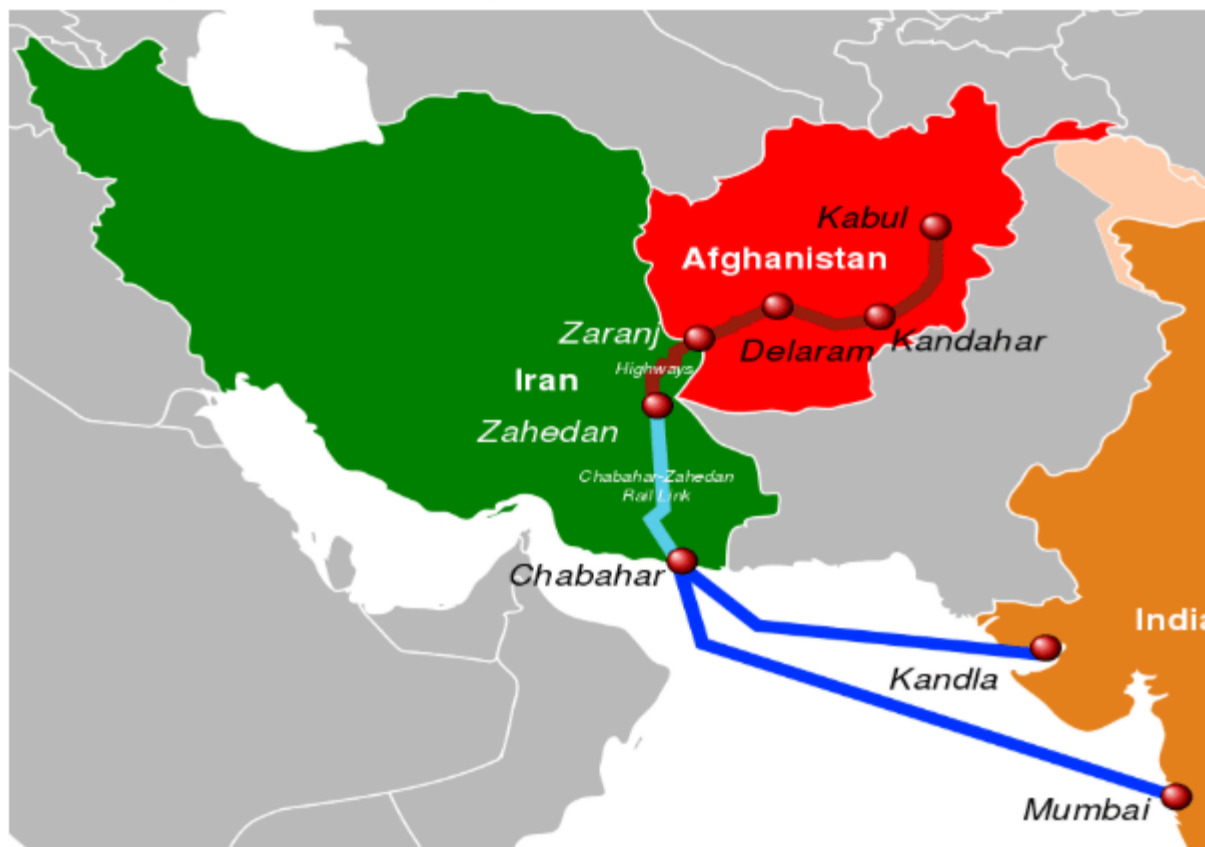 Kabul
Afghanistan
Zaranj
Delaram
Kandahar
Highways
Iran
Zahedan
Chabahar-Zahedan
Rail Link
Chabahar
India
Kandla
Mumbai